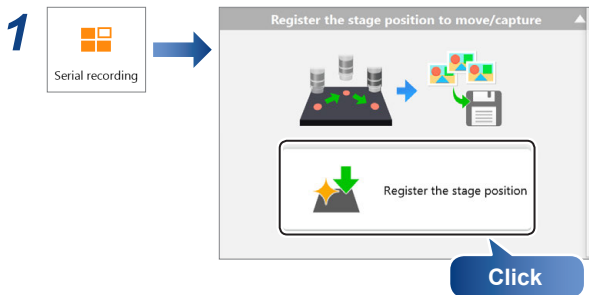 1
Serial recording
Register the stage position to move/capture
Register the stage position
Click